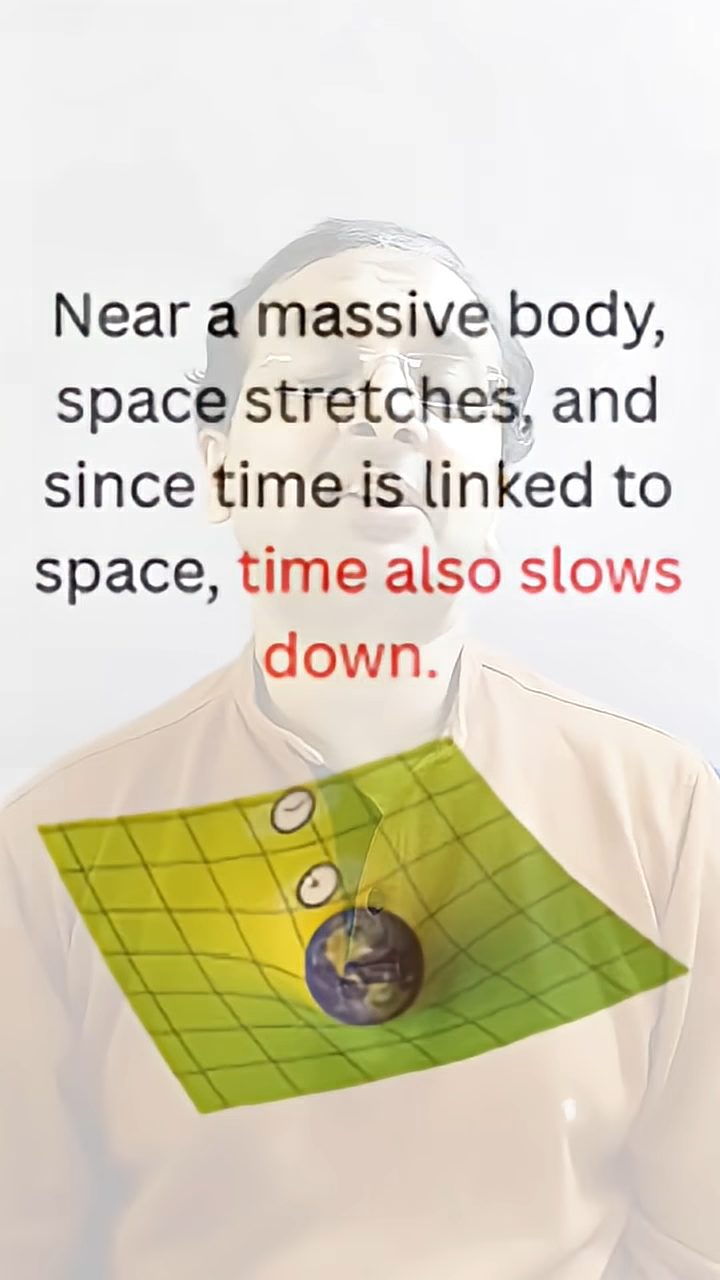 Near a massive body,
space stretches, and
since time is linked to
space, time also slows
down.